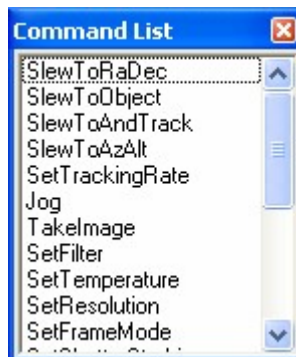 Command List
SlewToRaDec
SlewToObject
SlewToAndTrack
SlewToAzAlt
SetTrackingRate
Jog
TakeImage
SetFilter
SetTemperature
SetResolution
SetFrameMode